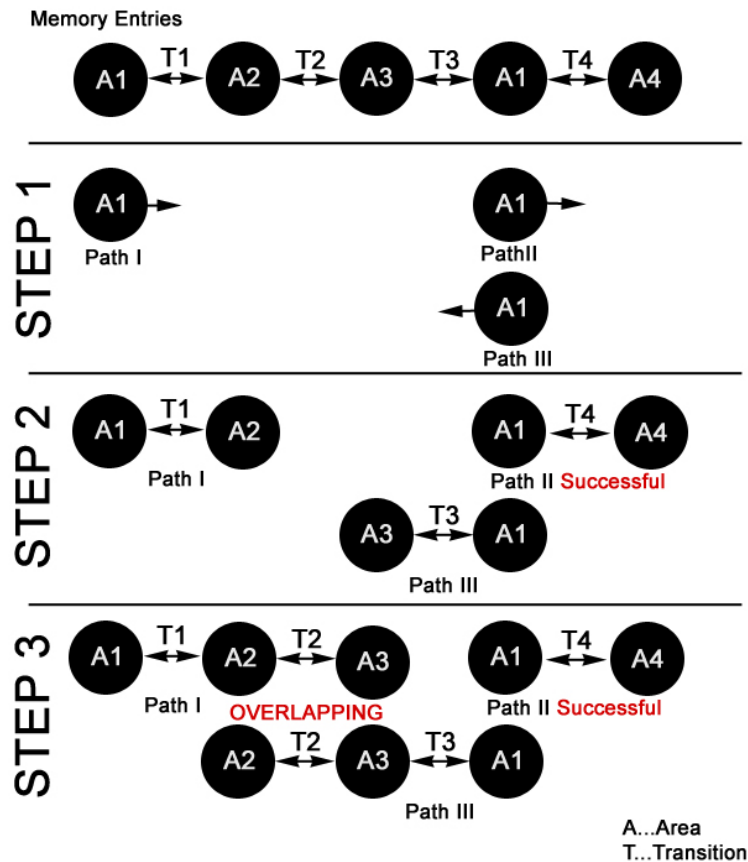 Memory Entries
T1 T2 T3 T4
A1 A2 A3 A1 A4
STEP 1
A1 A1
Path I PathII
A1
Path III
STEP 2
T1 T4
A1 A2 A1 A4
Path I Path II Successful
T3
A3 A1
Path III
STEP 3
T1 T2 T4
A1 A2 A3 A1 A4
Path I Path II Successful
OVERLAPPING
T2 T3
A2 A3 A1
Path III
A...Area
T...Transition